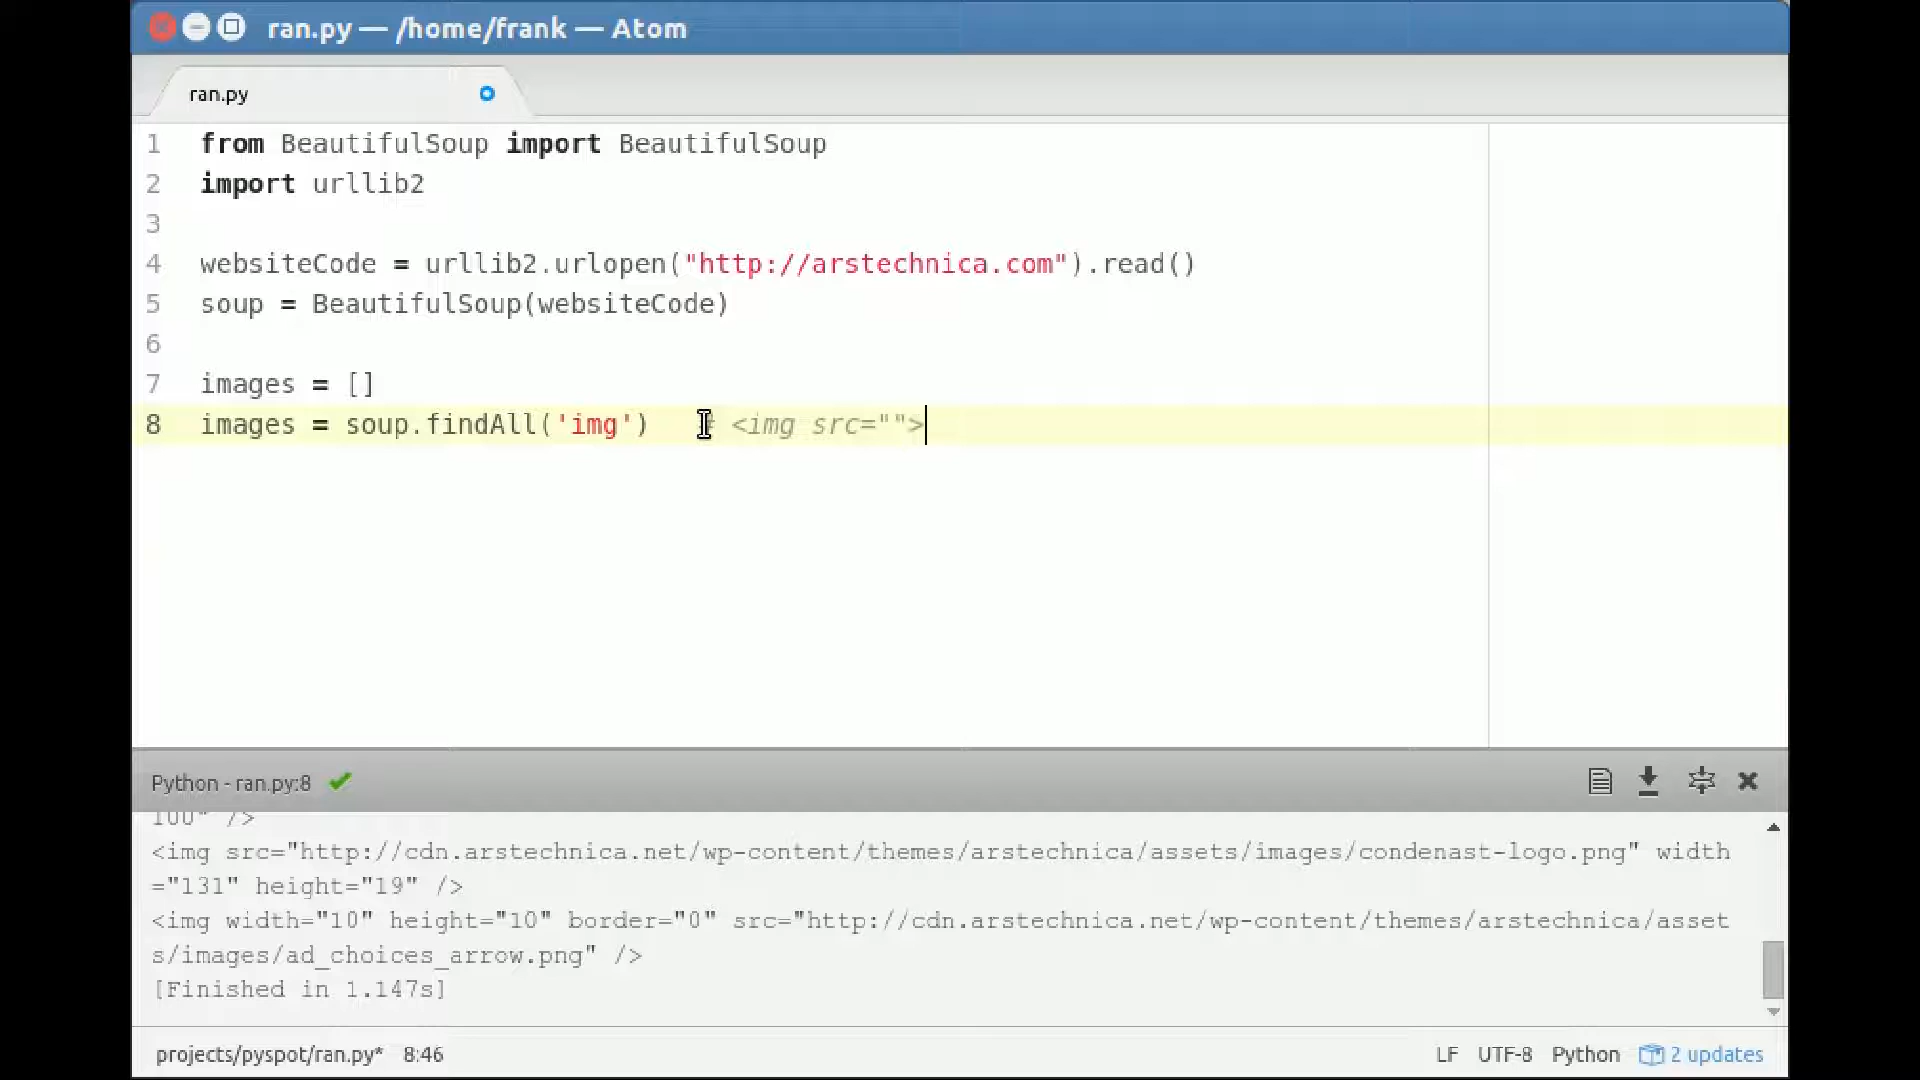 ran.py — /home/frank — Atom
ran.py
1 from BeautifulSoup import BeautifulSoup
2 import urllib2
3
4 websiteCode = urllib2.urlopen("http://arstechnica.com").read()
5 soup = BeautifulSoup(websiteCode)
6
7 images = []
8 images = soup.findAll('img')   # <img src="">
Python - ran.py:8
100" />
<img src="http://cdn.arstechnica.net/wp-content/themes/arstechnica/assets/images/condenast-logo.png" width
="131" height="19" />
<img width="10" height="10" border="0" src="http://cdn.arstechnica.net/wp-content/themes/arstechnica/asset
s/images/ad_choices_arrow.png" />
[Finished in 1.147s]
projects/pyspot/ran.py* 8:46 LF UTF-8 Python 2 updates